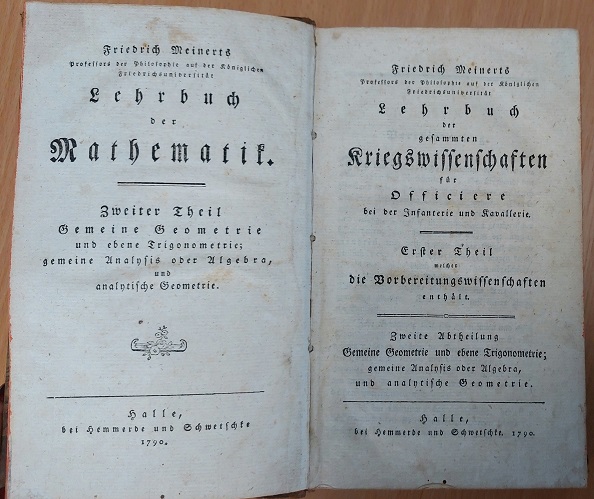 Friedrich Meinerts
Professors der Philosophie auf der Königlichen
Friedrichsuniversität
Lehrbuch
der
Mathematik.
Zweiter Theil
Gemeine Geometrie
und ebene Trigonometrie;
gemeine Analysis oder Algebra,
und
analytische Geometrie.
Halle,
bei Hemmerde und Schwetschke
1790.
Friedrich Meinerts
Professors der Philosophie auf der Königlichen
Friedrichsuniversität
Lehrbuch
der
gesammten
Kriegswissenschaften
für
Officiere
bei der Infanterie und Kavallerie.
Erster Theil
welcher
die Vorbereitungswissenschaften
enthält.
Zweite Abtheilung
Gemeine Geometrie und ebene Trigonometrie;
gemeine Analysis oder Algebra,
und analytische Geometrie.
Halle,
bei Hemmerde und Schwetschke. 1790.